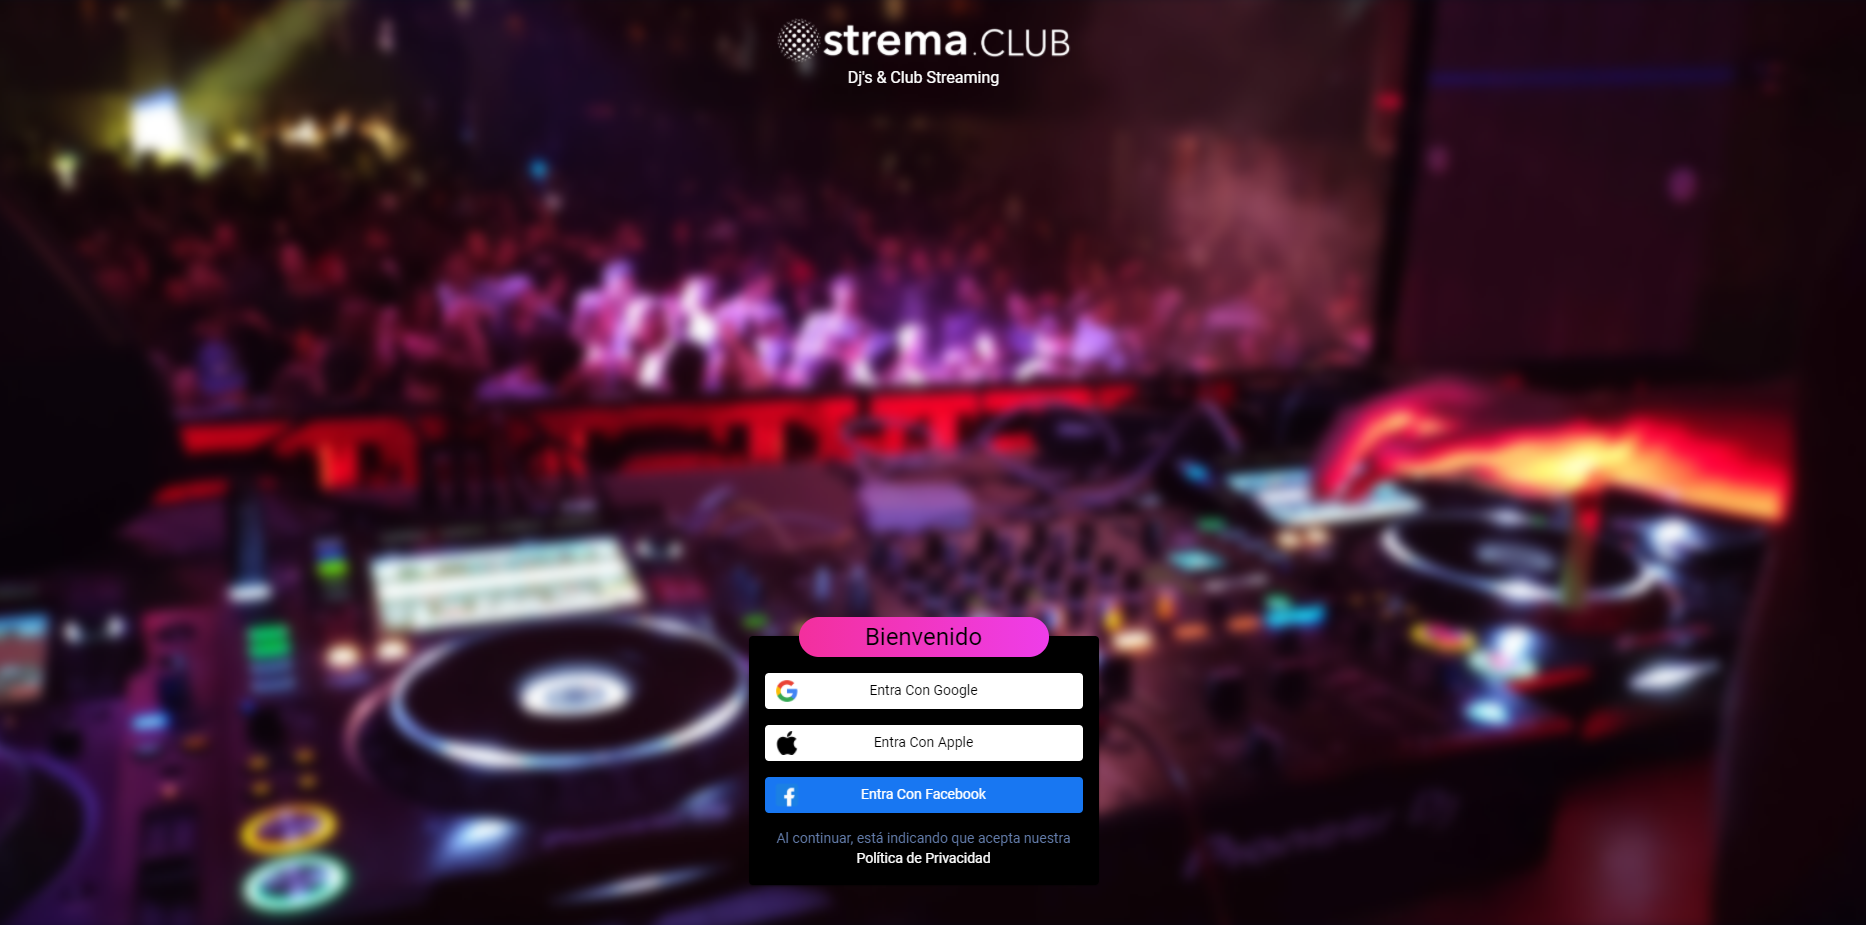 strema.CLUB
Dj's & Club Streaming
Bienvenido
Entra Con Google
Entra Con Apple
Entra Con Facebook
Al continuar, está indicando que acepta nuestra
Política de Privacidad